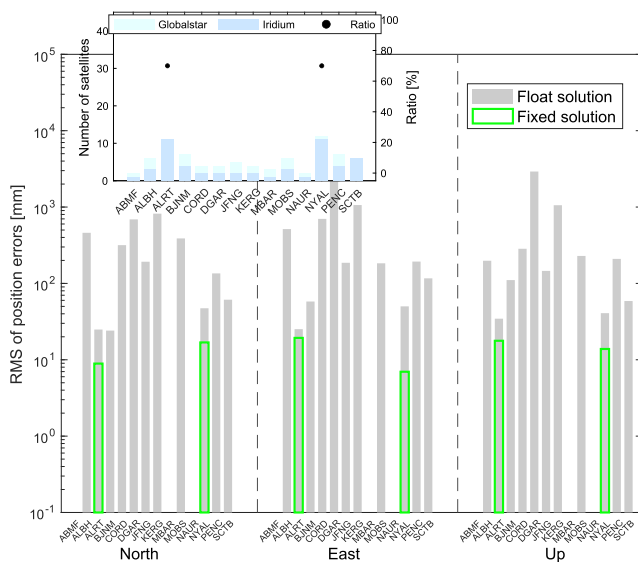 Globalstar Iridium Ratio
Number of satellites
40
30
20
10
0
100
80
60
40
20
0
Ratio [%]
ABMF ALBH ALRT BJNM CORD DGAR JFNG KERG MBAR MOBS NAUR NYAL PENC SCTB
Float solution
Fixed solution
RMS of position errors [mm]
10^5
10^4
10^3
10^2
10^1
10^0
10^-1
ABMF ALBH ALRT BJNM CORD DGAR JFNG KERG MBAR MOBS NAUR NYAL PENC SCTB
ABMF ALBH ALRT BJNM CORD DGAR JFNG KERG MBAR MOBS NAUR NYAL PENC SCTB
ABMF ALBH ALRT BJNM CORD DGAR JFNG KERG MBAR MOBS NAUR NYAL PENC SCTB
North East Up